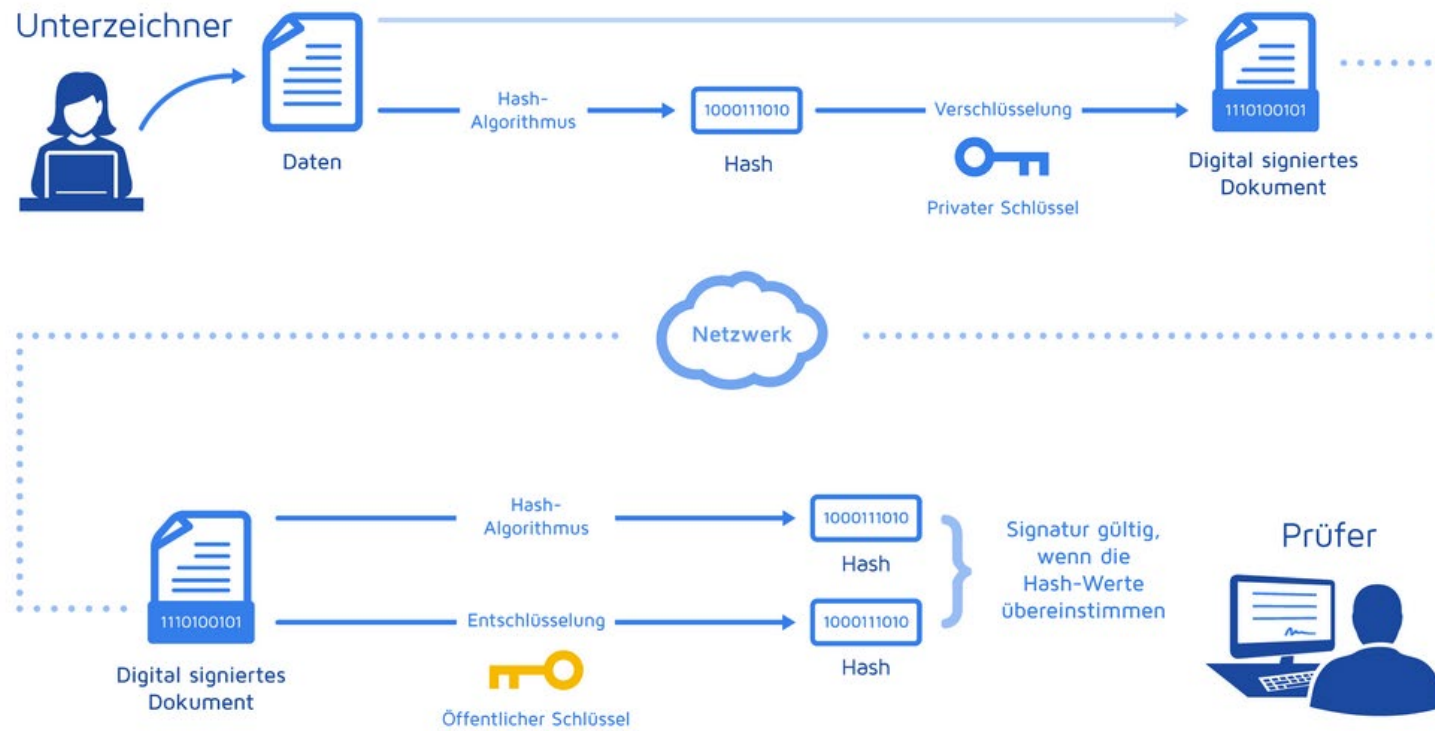 Unterzeichner
Daten
Hash-
Algorithmus
1000111010
Hash
Verschlüsselung
Privater Schlüssel
1110100101
Digital signiertes
Dokument
Netzwerk
1110100101
Digital signiertes
Dokument
Hash-
Algorithmus
1000111010
Hash
Entschlüsselung
Öffentlicher Schlüssel
1000111010
Hash
Signatur gültig,
wenn die
Hash-Werte
übereinstimmen
Prüfer